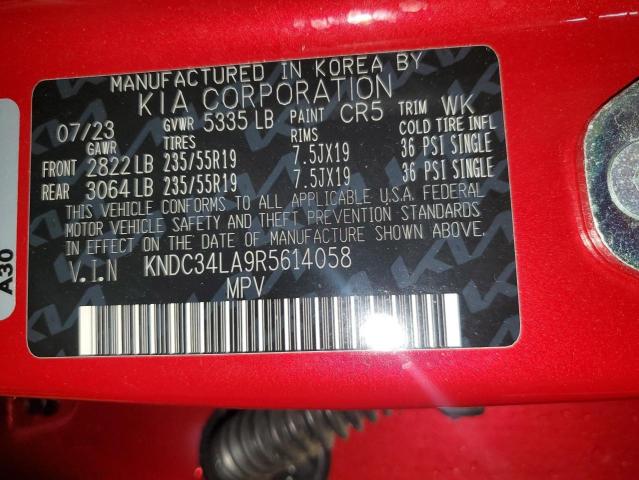 MANUFACTURED IN KOREA BY
KIA CORPORATION
07/23 GVWR 5335 LB PAINT CR5 TRIM WK
GAWR TIRES RIMS COLD TIRE INFL
FRONT 2822 LB 235/55R19 7.5JX19 36 PSI SINGLE
REAR 3064 LB 235/55R19 7.5JX19 36 PSI SINGLE
THIS VEHICLE CONFORMS TO ALL APPLICABLE U.S.A. FEDERAL
MOTOR VEHICLE SAFETY AND THEFT PREVENTION STANDARDS
IN EFFECT ON THE DATE OF MANUFACTURE SHOWN ABOVE.
V.I.N KNDC34LA9R5614058
MPV
A30